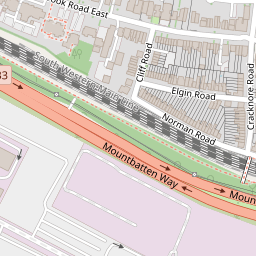 ook Road East
Cliff Road
Cracknore Road
South Western Main Line
Elgin Road
33
Norman Road
Mountbatten Way
Moun